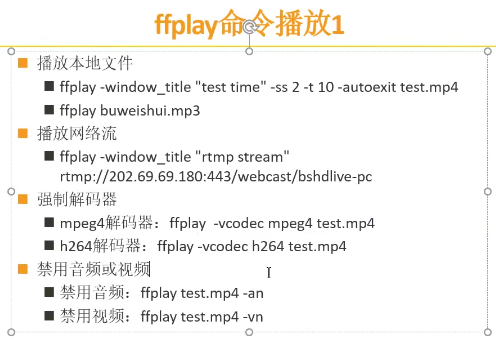 ffplay命令播放1
播放本地文件
ffplay -window_title "test time" -ss 2 -t 10 -autoexit test.mp4
ffplay buweishui.mp3
播放网络流
ffplay -window_title "rtmp stream"
rtmp://202.69.69.180:443/webcast/bshdlive-pc
强制解码器
mpeg4解码器：ffplay -vcodec mpeg4 test.mp4
h264解码器：ffplay -vcodec h264 test.mp4
禁用音频或视频
禁用音频：ffplay test.mp4 -an
禁用视频：ffplay test.mp4 -vn